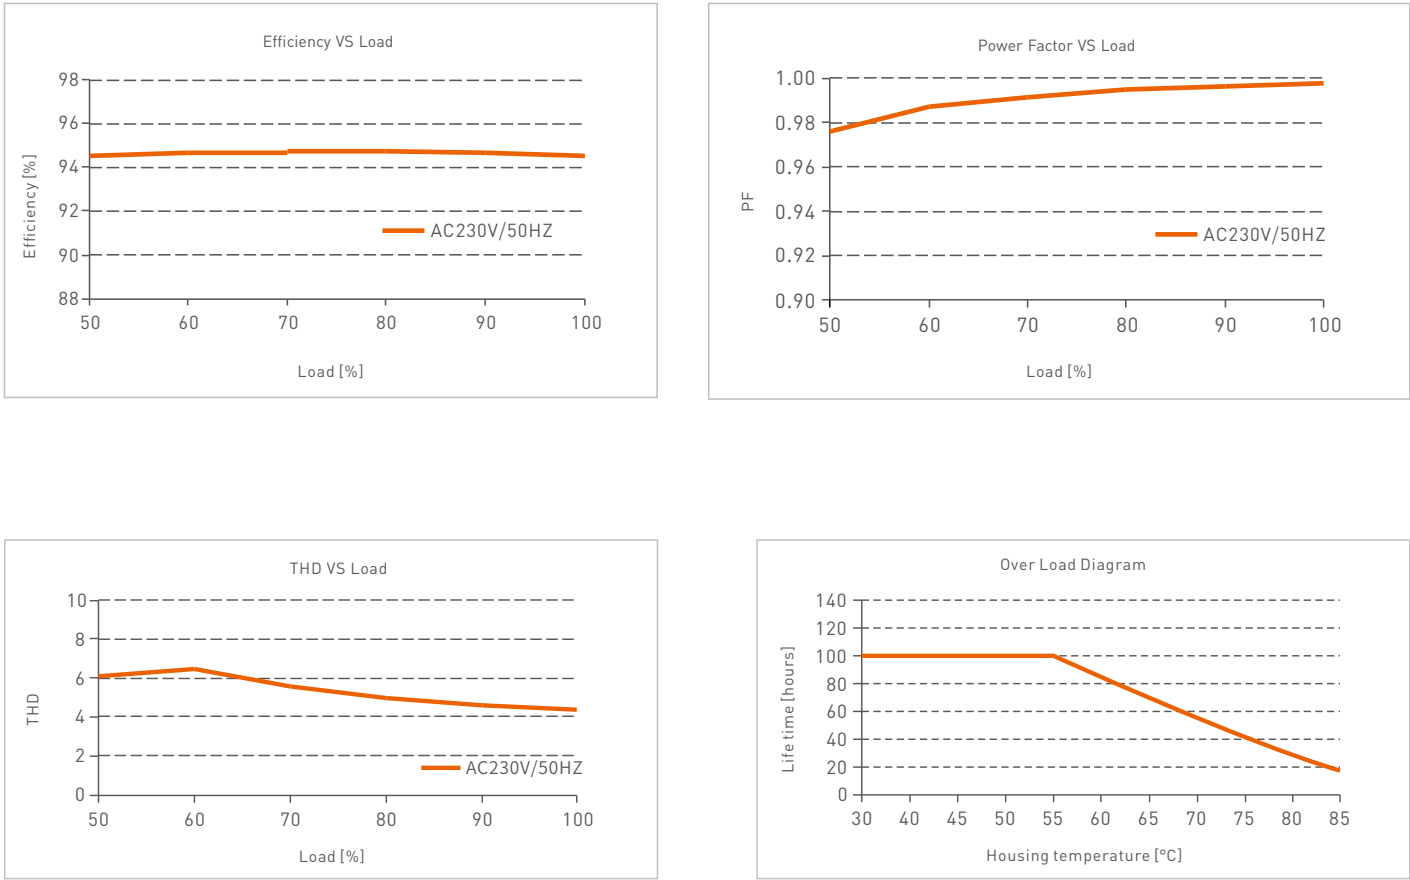 Efficiency VS Load
98
96
94
92
90
88
Efficiency [%]
AC230V/50HZ
50 60 70 80 90 100
Load [%]
Power Factor VS Load
1.00
0.98
0.96
0.94
0.92
0.90
PF
AC230V/50HZ
50 60 70 80 90 100
Load [%]
THD VS Load
10
8
6
4
2
0
THD
AC230V/50HZ
50 60 70 80 90 100
Load [%]
Over Load Diagram
140
120
100
80
60
40
20
0
Life time [hours]
30 40 45 50 55 60 65 70 75 80 85
Housing temperature [°C]